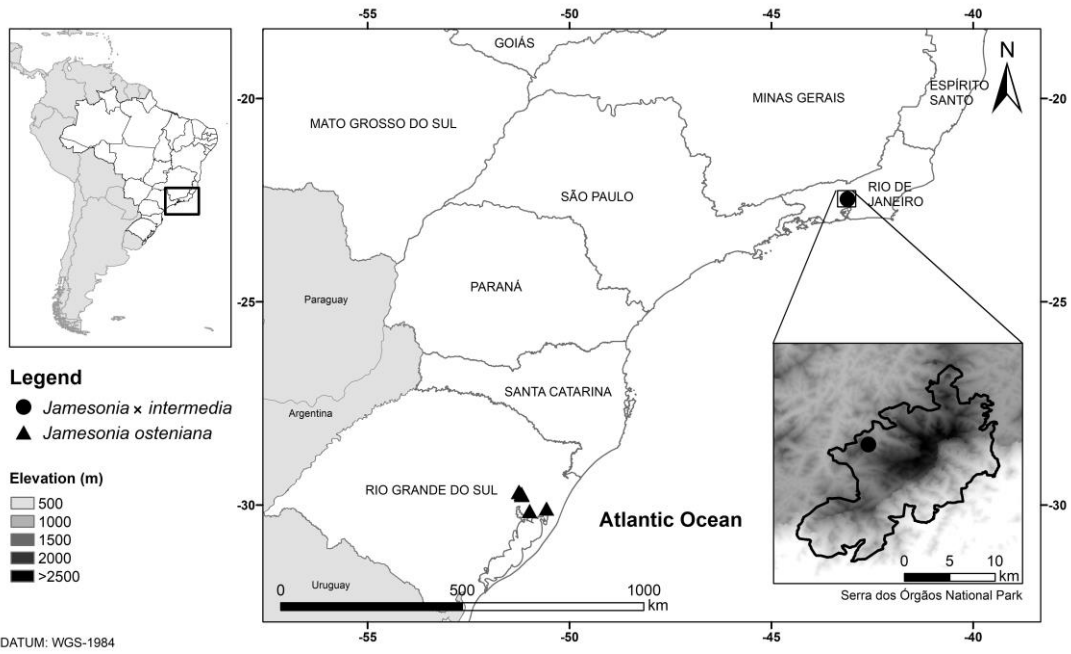 -55
-50
-45
-40
GOIÁS
N
MATO GROSSO DO SUL
MINAS GERAIS
ESPÍRITO
SANTO
-20
-20
SÃO PAULO
RIO DE
JANEIRO
PARANÁ
Paraguay
-25
-25
SANTA CATARINA
Argentina
RIO GRANDE DO SUL
-30
-30
Atlantic Ocean
Uruguay
0
500
1000
km
0
5
10
km
Serra dos Órgãos National Park
-55
-50
-45
-40
Legend
Jamesonia × intermedia
Jamesonia osteniana
Elevation (m)
500
1000
1500
2000
>2500
DATUM: WGS-1984